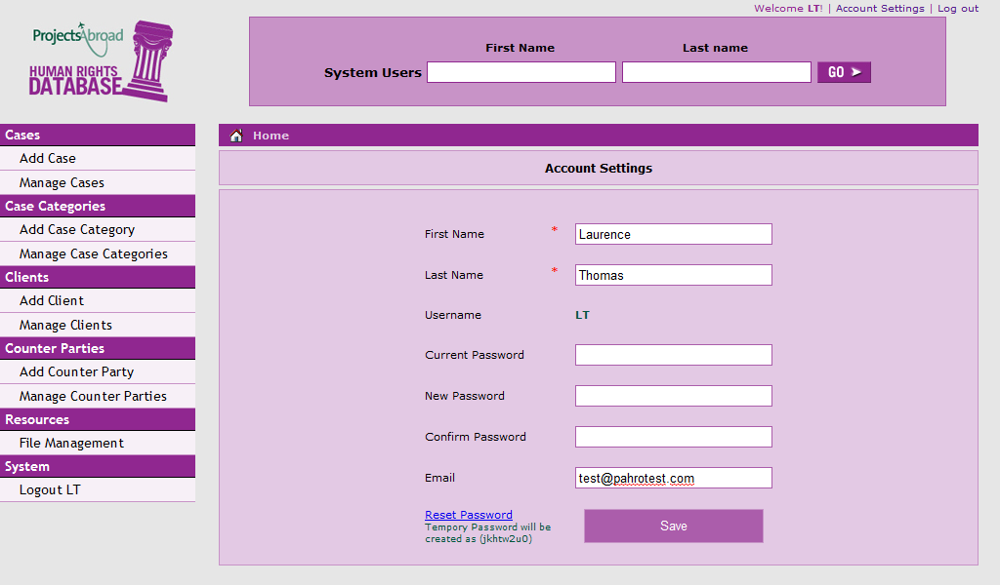 Welcome LT! | Account Settings | Log out
ProjectsAbroad
HUMAN RIGHTS
DATABASE
First Name Last name
System Users GO
Cases
Add Case
Manage Cases
Case Categories
Add Case Category
Manage Case Categories
Clients
Add Client
Manage Clients
Counter Parties
Add Counter Party
Manage Counter Parties
Resources
File Management
System
Logout LT
Home
Account Settings
First Name * Laurence
Last Name * Thomas
Username LT
Current Password
New Password
Confirm Password
Email test@pahrotest.com
Reset Password
Tempory Password will be
created as (jkhtw2u0)
Save